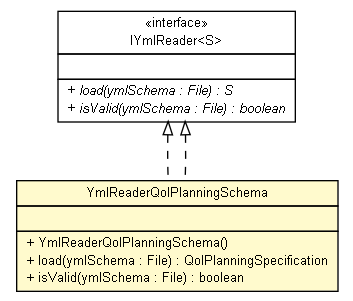 «interface»
IYmlReader<S>
+ load(ymlSchema : File) : S
+ isValid(ymlSchema : File) : boolean
YmlReaderQoIPlanningSchema
+ YmlReaderQoIPlanningSchema()
+ load(ymlSchema : File) : QoIPlanningSpecification
+ isValid(ymlSchema : File) : boolean